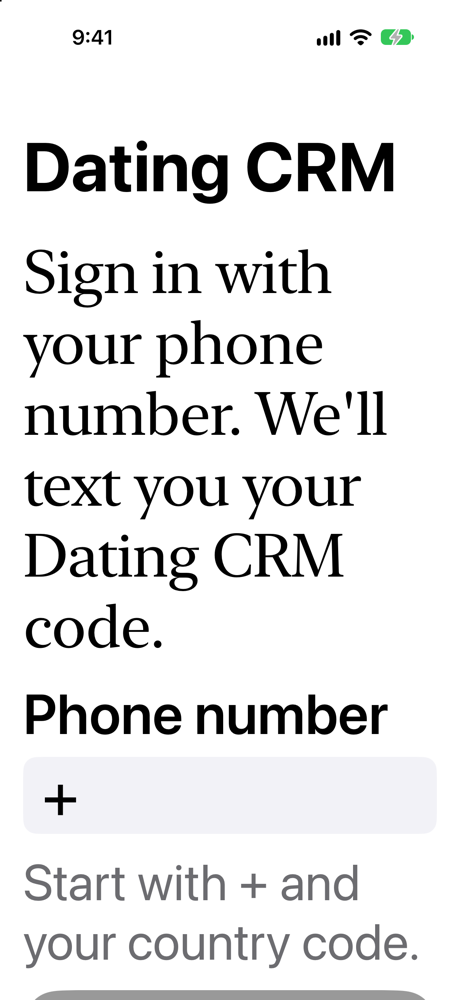 9:41
Dating CRM
Sign in with
your phone
number. We'll
text you your
Dating CRM
code.
Phone number
+
Start with + and
your country code.